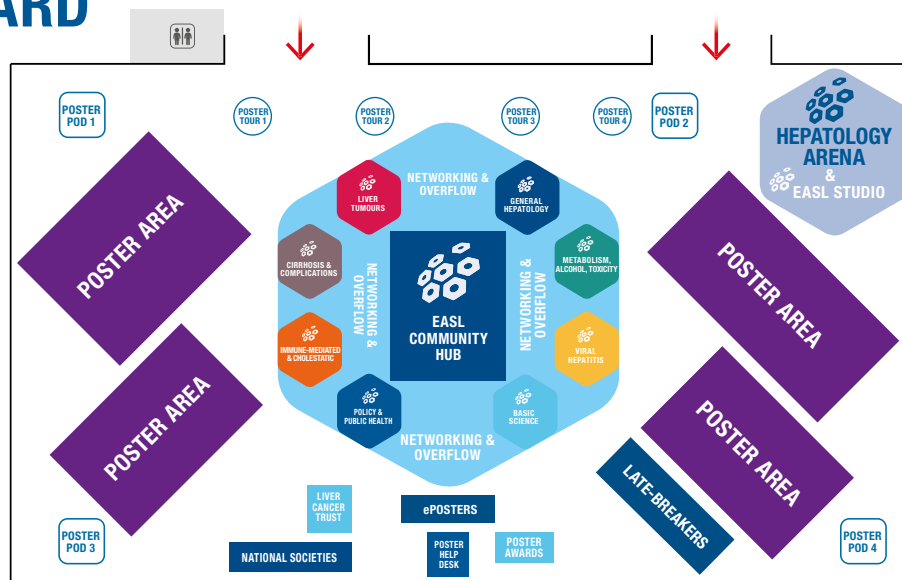 ARD
POSTER
POD 1
POSTER
TOUR 1
POSTER
TOUR 2
POSTER
TOUR 3
POSTER
TOUR 4
POSTER
POD 2
HEPATOLOGY
ARENA
&
EASL STUDIO
NETWORKING &
OVERFLOW
LIVER
TUMOURS
GENERAL
HEPATOLOGY
POSTER AREA
CIRRHOSIS &
COMPLICATIONS
NETWORKING &
OVERFLOW
EASL
COMMUNITY
HUB
NETWORKING &
OVERFLOW
METABOLISM,
ALCOHOL, TOXICITY
POSTER AREA
IMMUNE-MEDIATED
& CHOLESTATIC
VIRAL
HEPATITIS
POSTER AREA
POLICY &
PUBLIC HEALTH
BASIC
SCIENCE
NETWORKING &
OVERFLOW
POSTER AREA
LATE-BREAKERS
LIVER
CANCER
TRUST
ePOSTERS
POSTER
POD 3
NATIONAL SOCIETIES
POSTER
HELP
DESK
POSTER
AWARDS
POSTER
POD 4